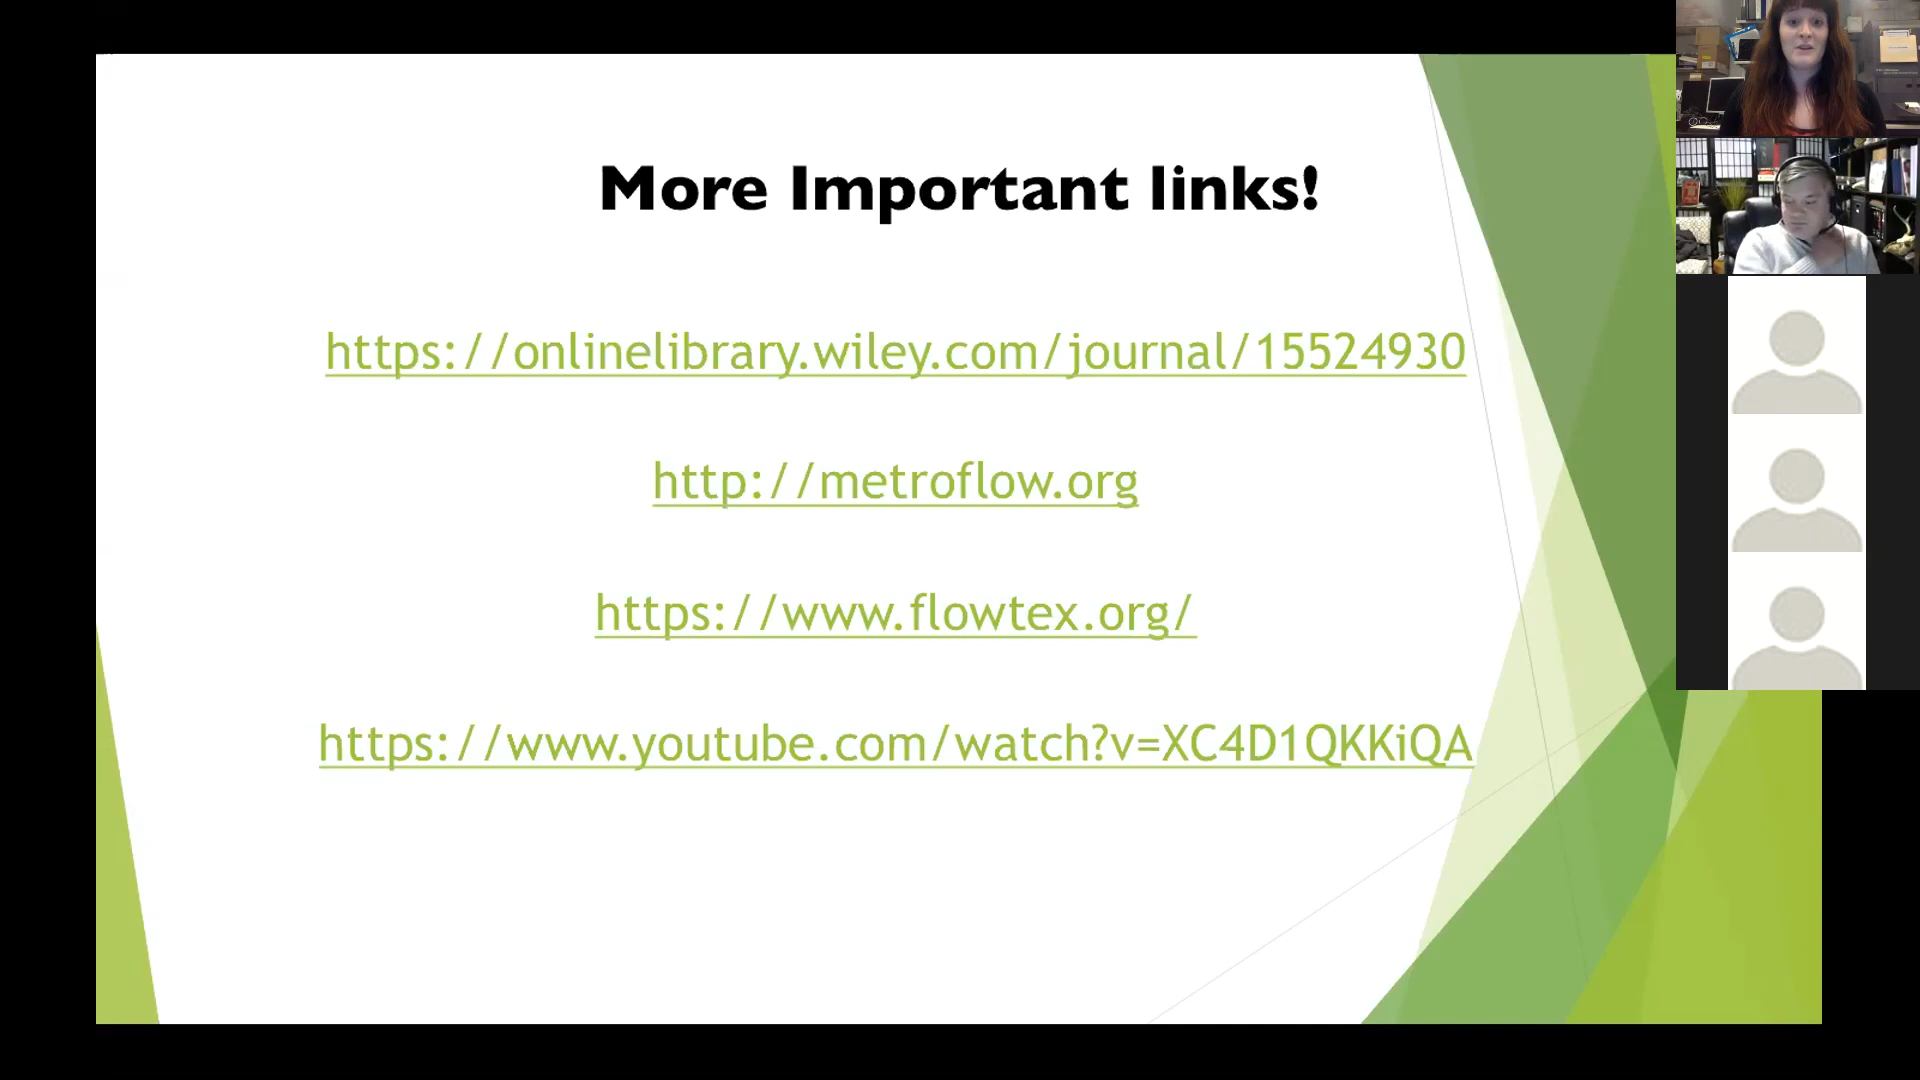 More Important links!
https://onlinelibrary.wiley.com/journal/15524930
http://metroflow.org
https://www.flowtex.org/
https://www.youtube.com/watch?v=XC4D1QKKiQA